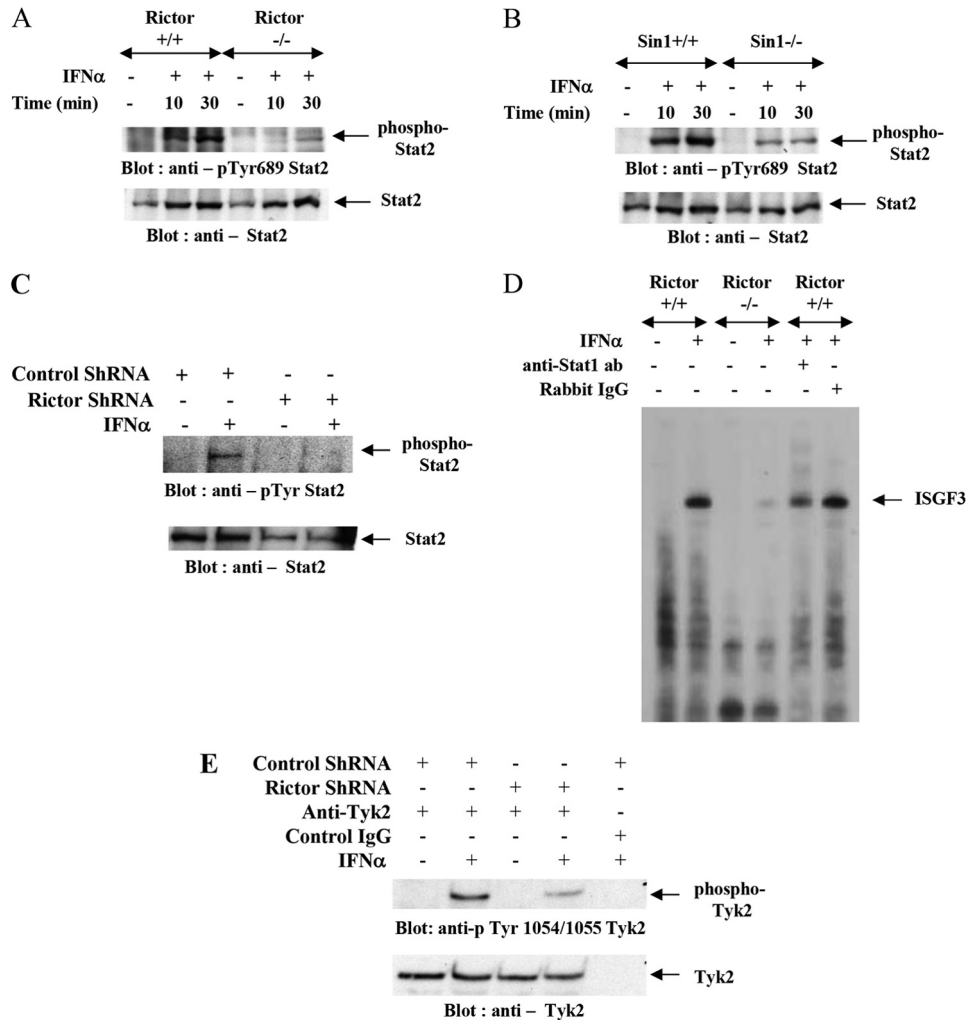 A
Rictor Rictor
+/+ -/-
IFNα - + + - + +
Time (min) - 10 30 - 10 30
phospho-
Stat2
Blot : anti – pTyr689 Stat2
Stat2
Blot : anti – Stat2
B
Sin1+/+ Sin1-/-
IFNα - + + - + +
Time (min) - 10 30 - 10 30
phospho-
Stat2
Blot : anti – pTyr689 Stat2
Stat2
Blot : anti – Stat2
C
Control ShRNA + + - -
Rictor ShRNA - - + +
IFNα - + - +
phospho-
Stat2
Blot : anti – pTyr Stat2
Stat2
Blot : anti – Stat2
D
Rictor Rictor Rictor
+/+ -/- +/+
IFNα - + - + + +
anti-Stat1 ab - - - - + -
Rabbit IgG - - - - - +
ISGF3
E
Control ShRNA + + - - +
Rictor ShRNA - - + + -
Anti-Tyk2 + + + + -
Control IgG - - - - +
IFNα - + - + +
phospho-
Tyk2
Blot: anti-p Tyr 1054/1055 Tyk2
Tyk2
Blot : anti – Tyk2